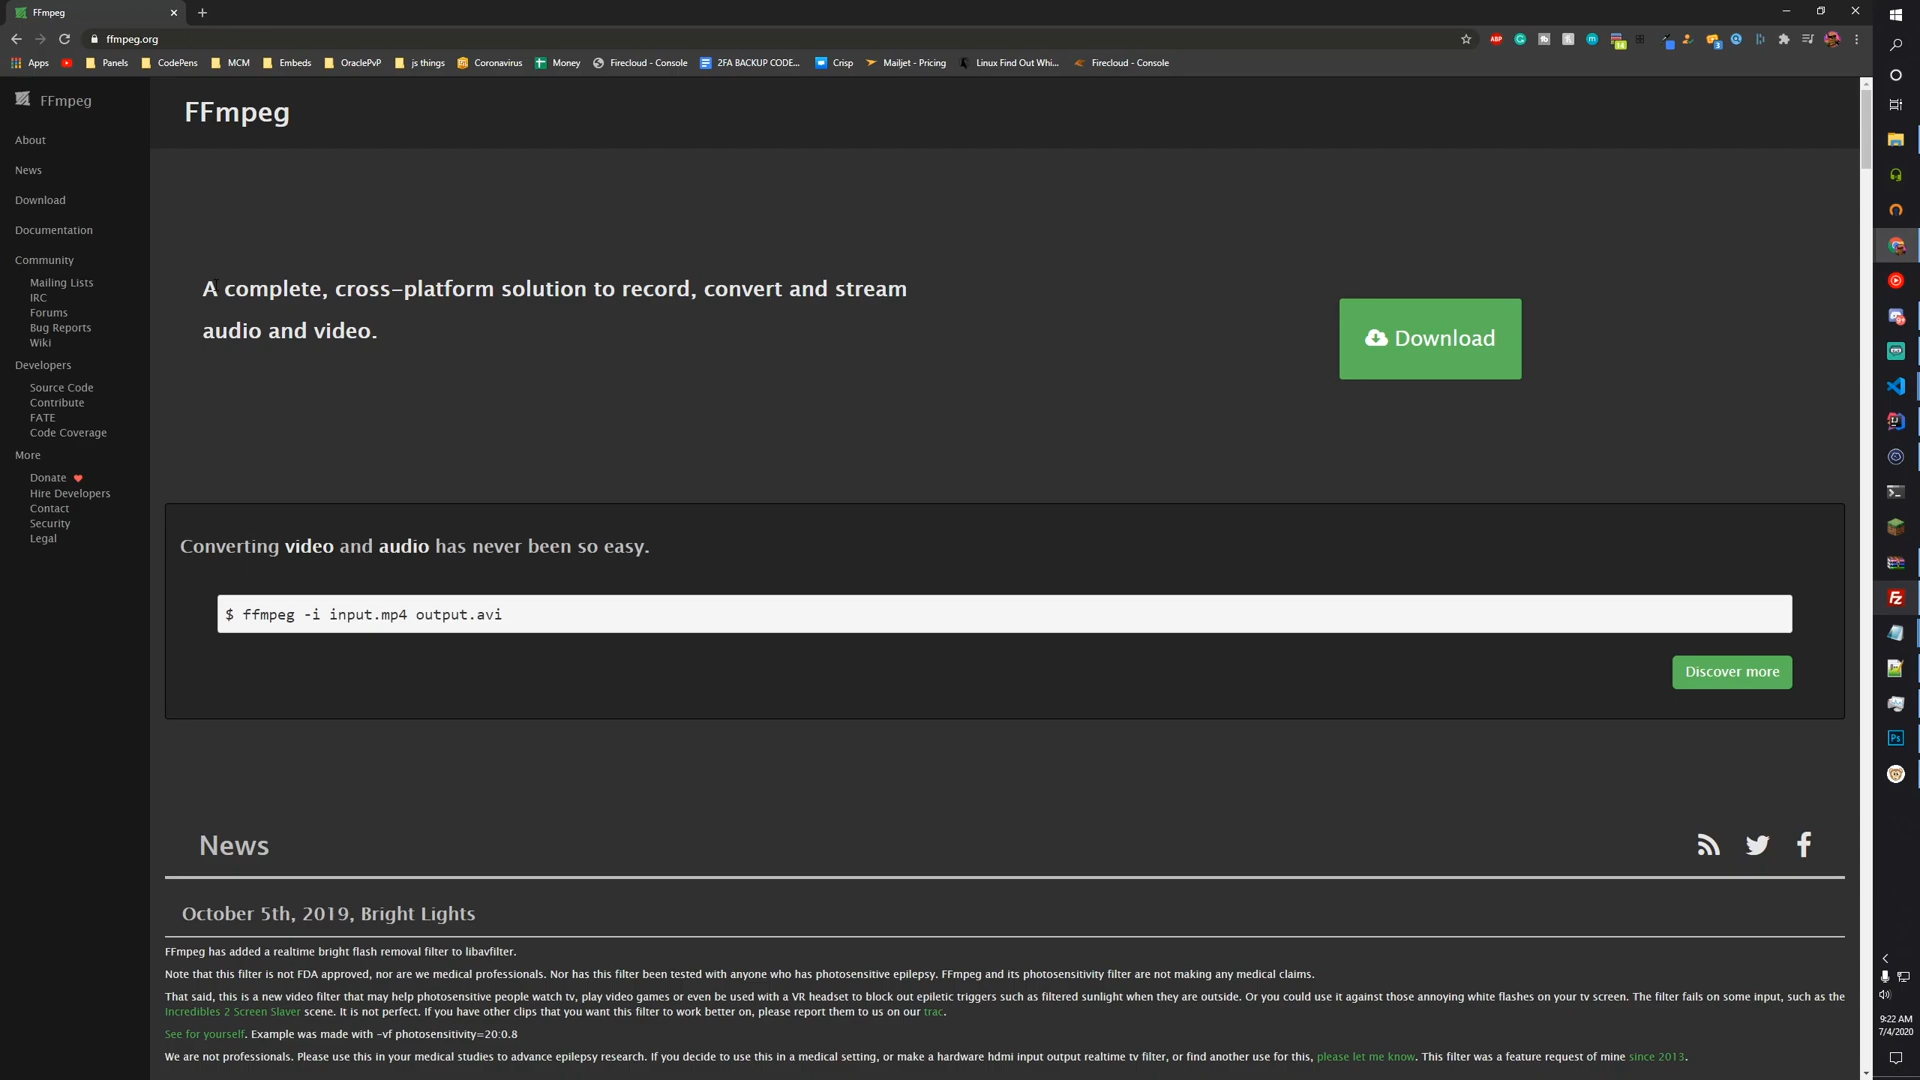 FFmpeg
ffmpeg.org
Apps
Panels
CodePens
MCM
Embeds
OraclePvP
js things
Coronavirus
Money
Firecloud - Console
2FA BACKUP CODE...
Crisp
Mailjet - Pricing
Linux Find Out Whi...
Firecloud - Console
FFmpeg
About
News
Download
Documentation
Community
Mailing Lists
IRC
Forums
Bug Reports
Wiki
Developers
Source Code
Contribute
FATE
Code Coverage
More
Donate
Hire Developers
Contact
Security
Legal
FFmpeg
A complete, cross-platform solution to record, convert and stream
audio and video.
Download
Converting video and audio has never been so easy.
$ ffmpeg -i input.mp4 output.avi
Discover more
News
October 5th, 2019, Bright Lights
FFmpeg has added a realtime bright flash removal filter to libavfilter.
Note that this filter is not FDA approved, nor are we medical professionals. Nor has this filter been tested with anyone who has photosensitive epilepsy. FFmpeg and its photosensitivity filter are not making any medical claims.
That said, this is a new video filter that may help photosensitive people watch tv, play video games or even be used with a VR headset to block out epiletic triggers such as filtered sunlight when they are outside. Or you could use it against those annoying white flashes on your tv screen. The filter fails on some input, such as the
Incredibles 2 Screen Slaver scene. It is not perfect. If you have other clips that you want this filter to work better on, please report them to us on our trac.
See for yourself. Example was made with -vf photosensitivity=20:0.8
We are not professionals. Please use this in your medical studies to advance epilepsy research. If you decide to use this in a medical setting, or make a hardware hdmi input output realtime tv filter, or find another use for this, please let me know. This filter was a feature request of mine since 2013.
ABP
Ps
9:22 AM
7/4/2020